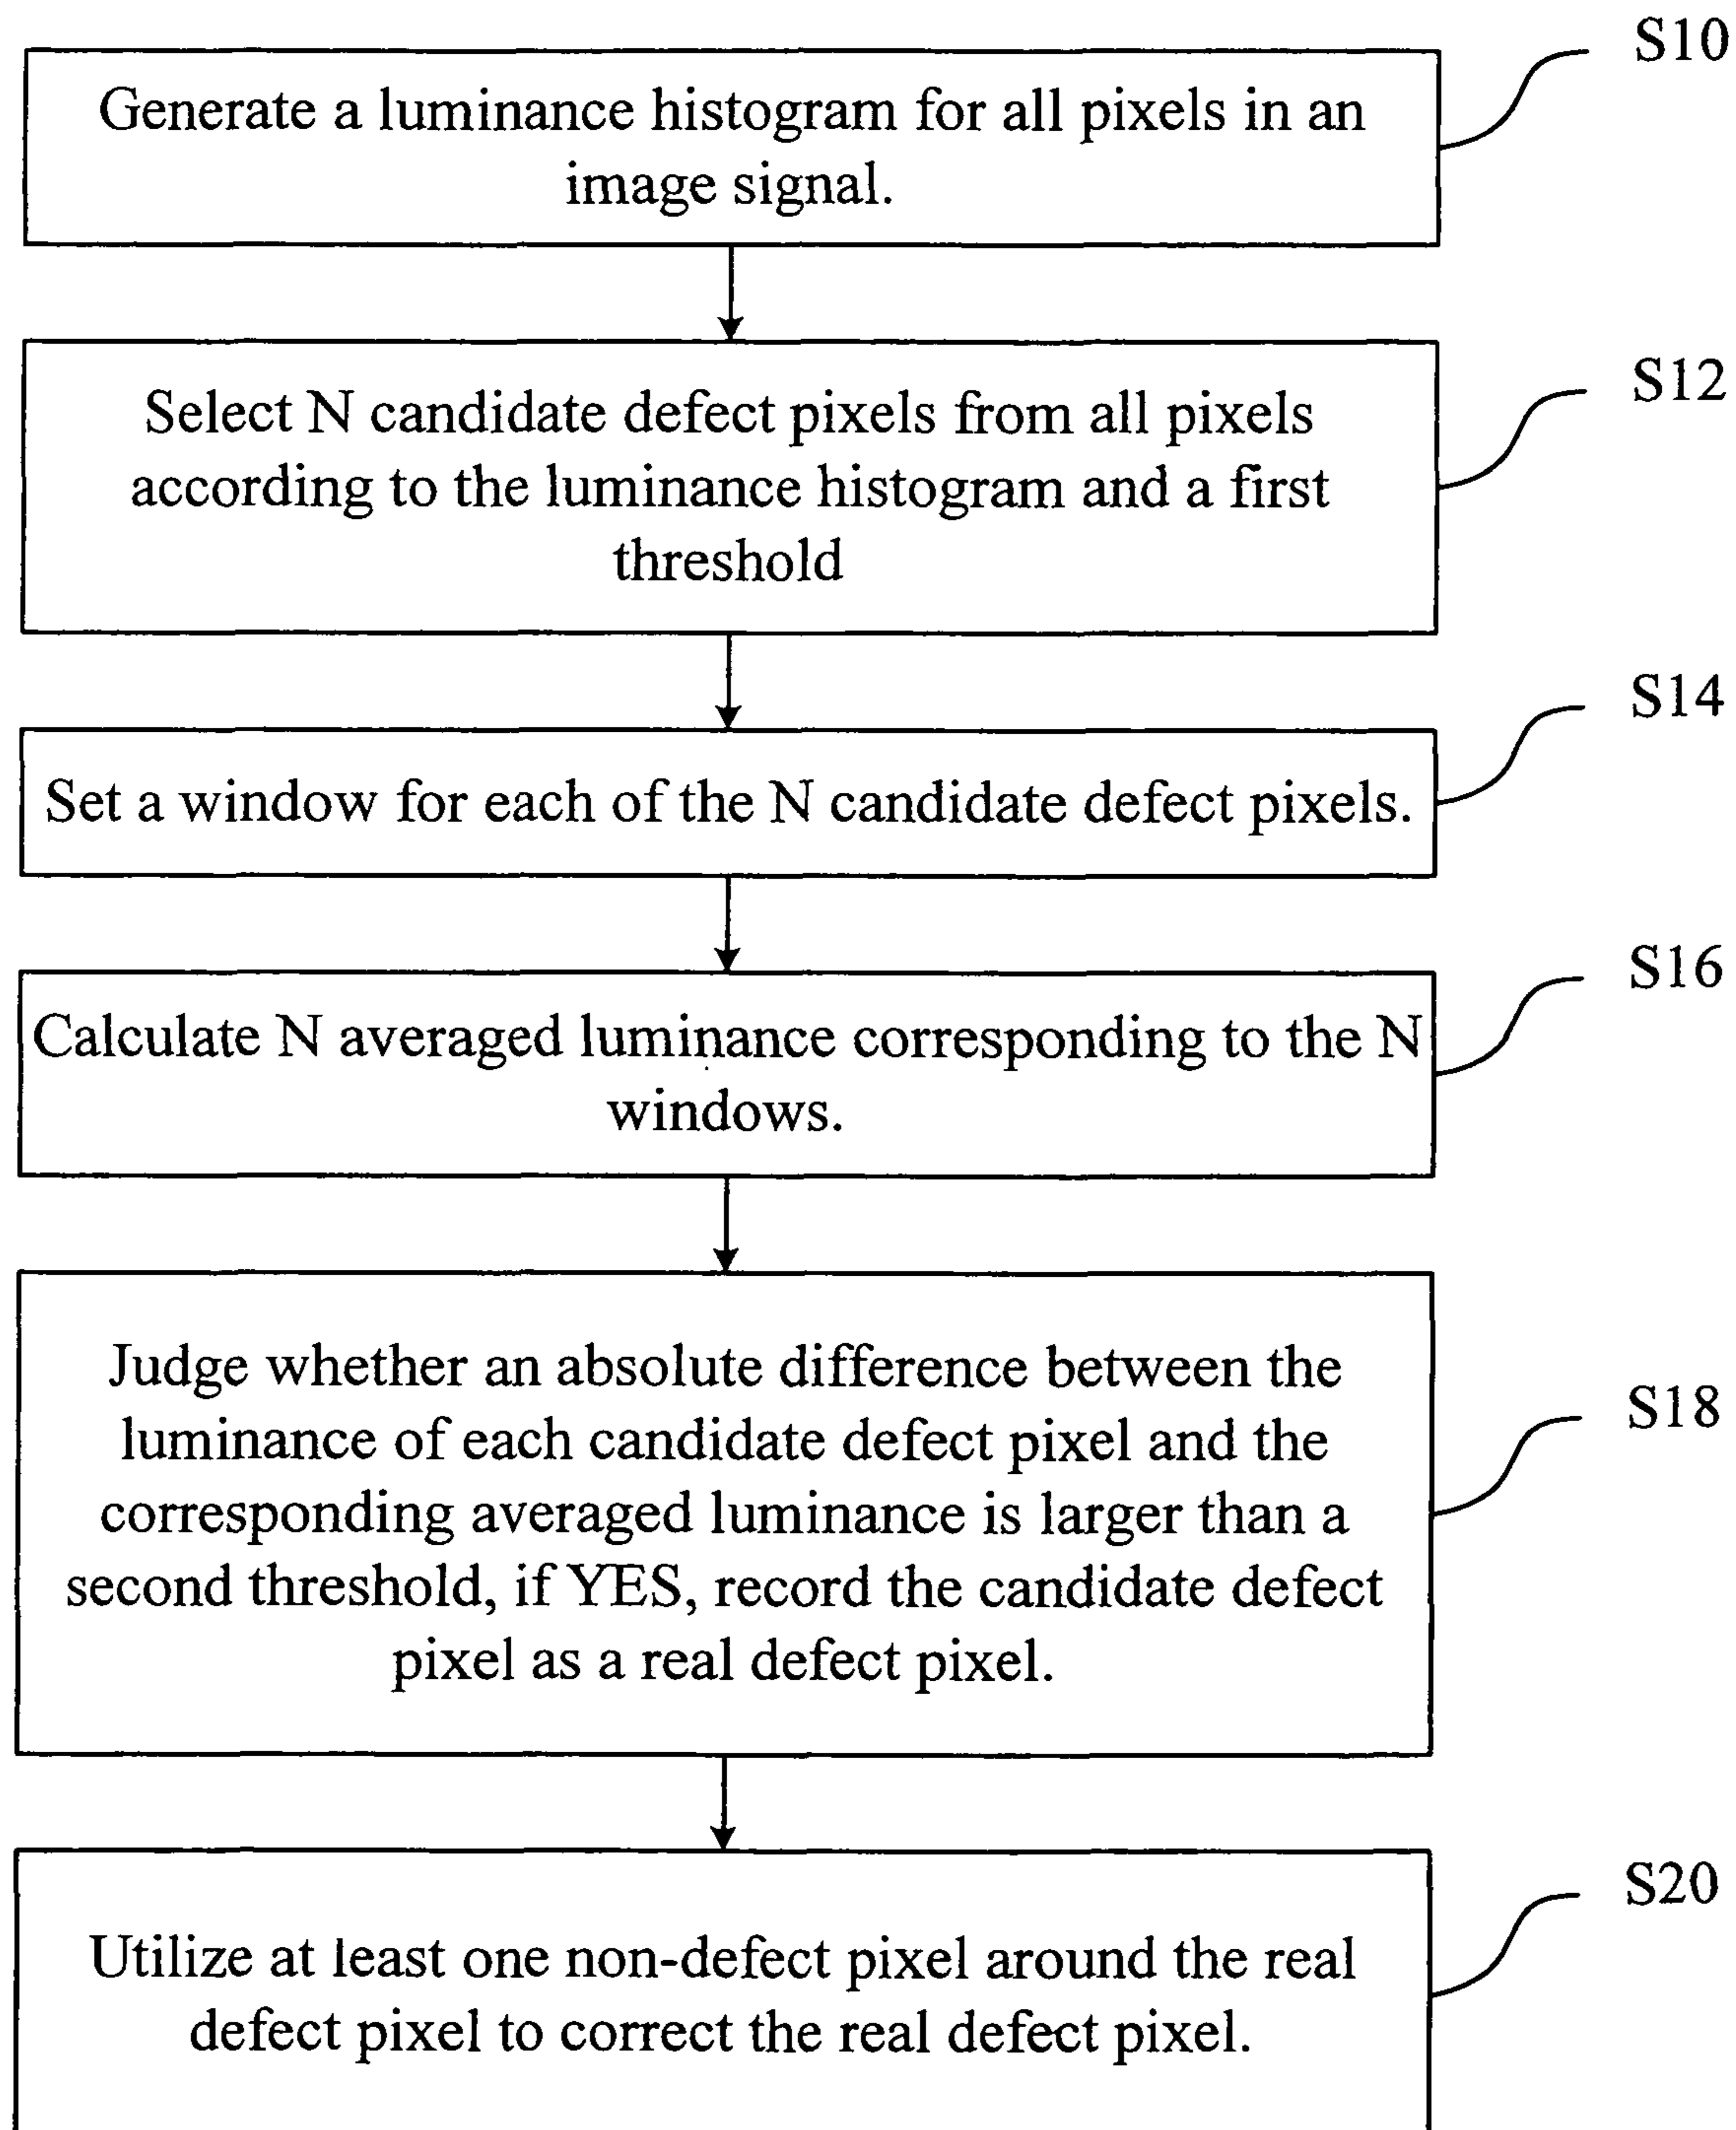 S10
Generate a luminance histogram for all pixels in an
image signal.
S12
Select N candidate defect pixels from all pixels
according to the luminance histogram and a first
threshold
S14
Set a window for each of the N candidate defect pixels.
S16
Calculate N averaged luminance corresponding to the N
windows.
S18
Judge whether an absolute difference between the
luminance of each candidate defect pixel and the
corresponding averaged luminance is larger than a
second threshold, if YES, record the candidate defect
pixel as a real defect pixel.
S20
Utilize at least one non-defect pixel around the real
defect pixel to correct the real defect pixel.